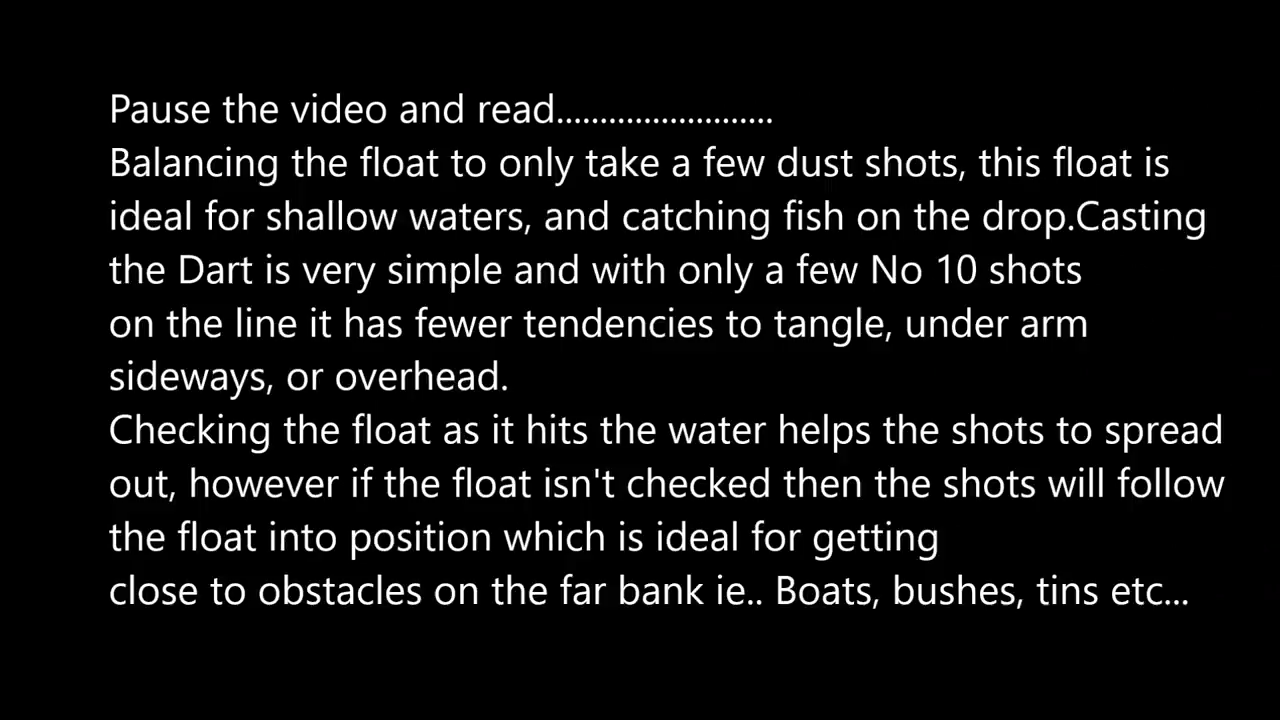 Pause the video and read.........................
Balancing the float to only take a few dust shots, this float is
ideal for shallow waters, and catching fish on the drop.Casting
the Dart is very simple and with only a few No 10 shots
on the line it has fewer tendencies to tangle, under arm
sideways, or overhead.
Checking the float as it hits the water helps the shots to spread
out, however if the float isn't checked then the shots will follow
the float into position which is ideal for getting
close to obstacles on the far bank ie.. Boats, bushes, tins etc...